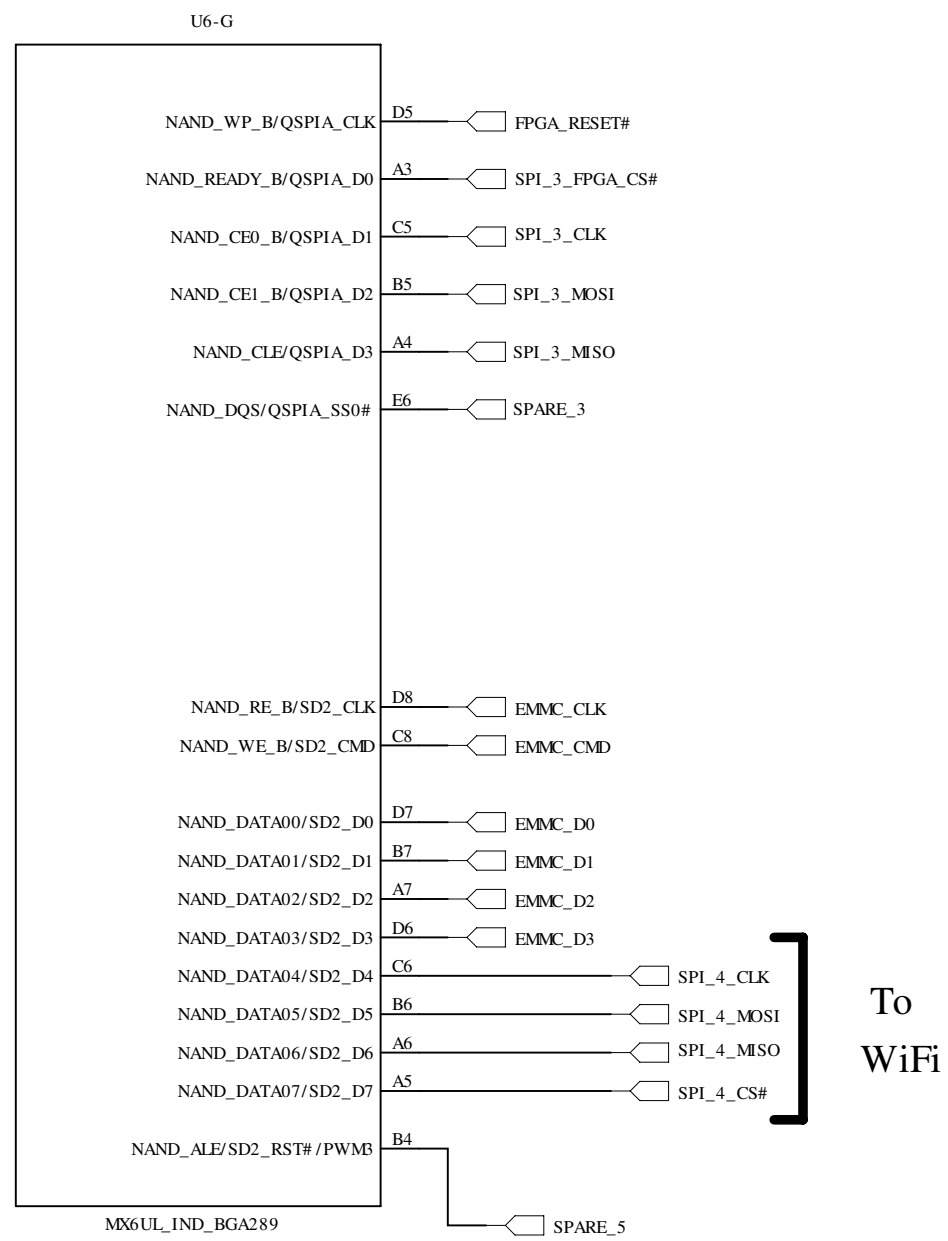 U6-G
NAND_WP_B/QSPIA_CLK D5 FPGA_RESET#
NAND_READY_B/QSPIA_D0 A3 SPI_3_FPGA_CS#
NAND_CE0_B/QSPIA_D1 C5 SPI_3_CLK
NAND_CE1_B/QSPIA_D2 B5 SPI_3_MOSI
NAND_CLE/QSPIA_D3 A4 SPI_3_MISO
NAND_DQS/QSPIA_SS0# E6 SPARE_3
NAND_RE_B/SD2_CLK D8 EMMC_CLK
NAND_WE_B/SD2_CMD C8 EMMC_CMD
NAND_DATA00/SD2_D0 D7 EMMC_D0
NAND_DATA01/SD2_D1 B7 EMMC_D1
NAND_DATA02/SD2_D2 A7 EMMC_D2
NAND_DATA03/SD2_D3 D6 EMMC_D3
NAND_DATA04/SD2_D4 C6 SPI_4_CLK
NAND_DATA05/SD2_D5 B6 SPI_4_MOSI
NAND_DATA06/SD2_D6 A6 SPI_4_MISO
NAND_DATA07/SD2_D7 A5 SPI_4_CS#
To
WiFi
NAND_ALE/SD2_RST#/PWM3 B4
SPARE_5
MX6UL_IND_BGA289